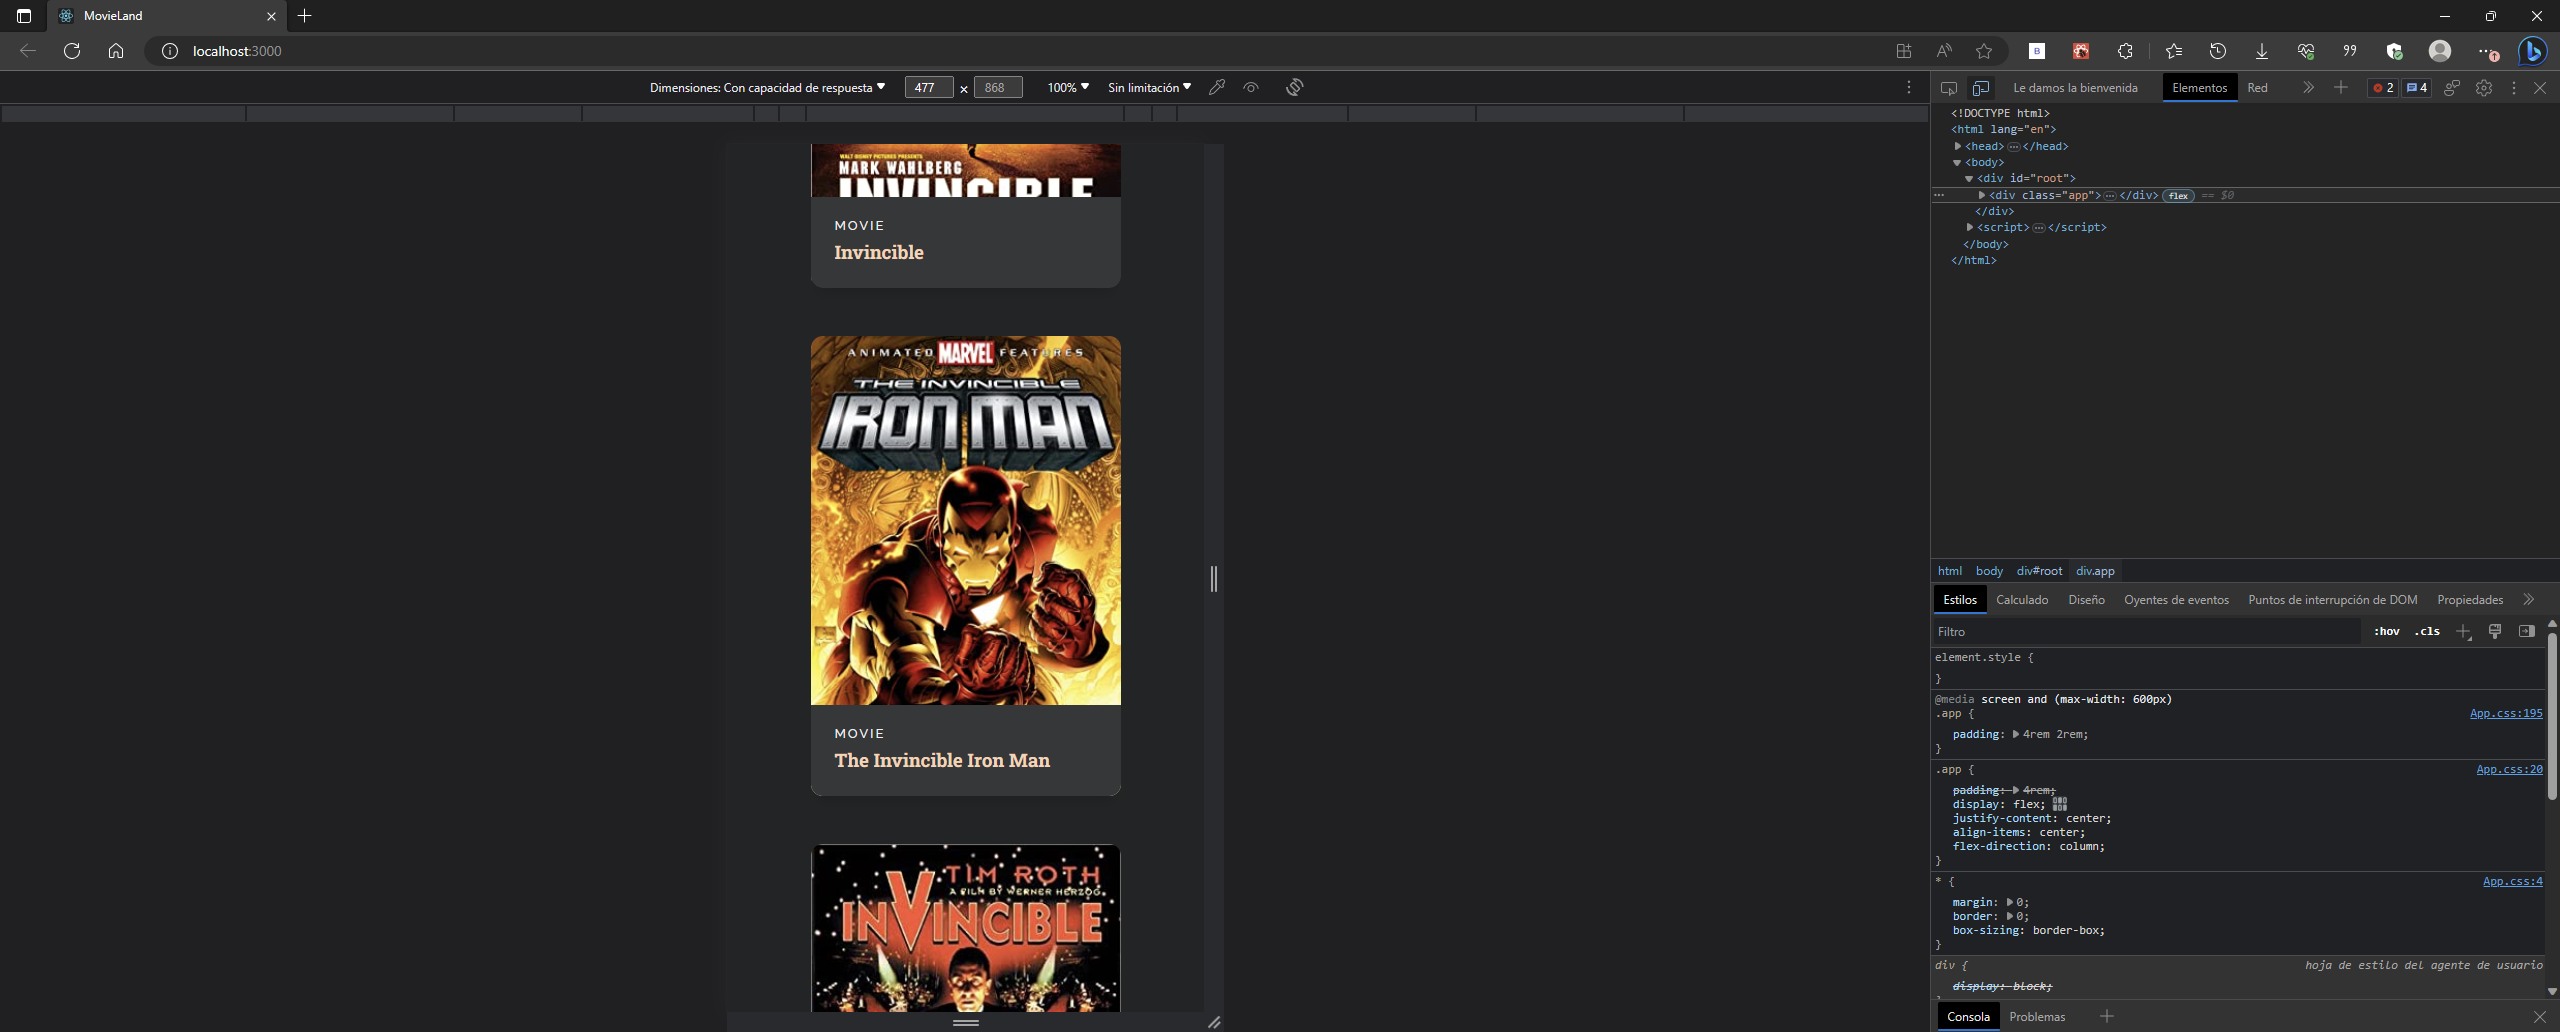 MovieLand
localhost:3000
Dimensiones: Con capacidad de respuesta 477 × 868 100% Sin limitación
Le damos la bienvenida Elementos Red 2 4
WALT DISNEY PICTURES PRESENTS
MARK WAHLBERG
INVINCIBLE
MOVIE
Invincible
ANIMATED MARVEL FEATURES
THE INVINCIBLE
IRON MAN
MOVIE
The Invincible Iron Man
TIM ROTH
A FILM BY WERNER HERZOG
INVINCIBLE
<!DOCTYPE html>
<html lang="en">
<head>…</head>
<body>
<div id="root">
<div class="app">…</div> flex == $0
</div>
<script>…</script>
</body>
</html>
html body div#root div.app
Estilos Calculado Diseño Oyentes de eventos Puntos de interrupción de DOM Propiedades
Filtro :hov .cls
element.style {
}
@media screen and (max-width: 600px)
.app { App.css:195
padding: 4rem 2rem;
}
.app { App.css:20
padding: 4rem;
display: flex;
justify-content: center;
align-items: center;
flex-direction: column;
}
* { App.css:4
margin: 0;
border: 0;
box-sizing: border-box;
}
div { hoja de estilo del agente de usuario
display: block;
Consola Problemas